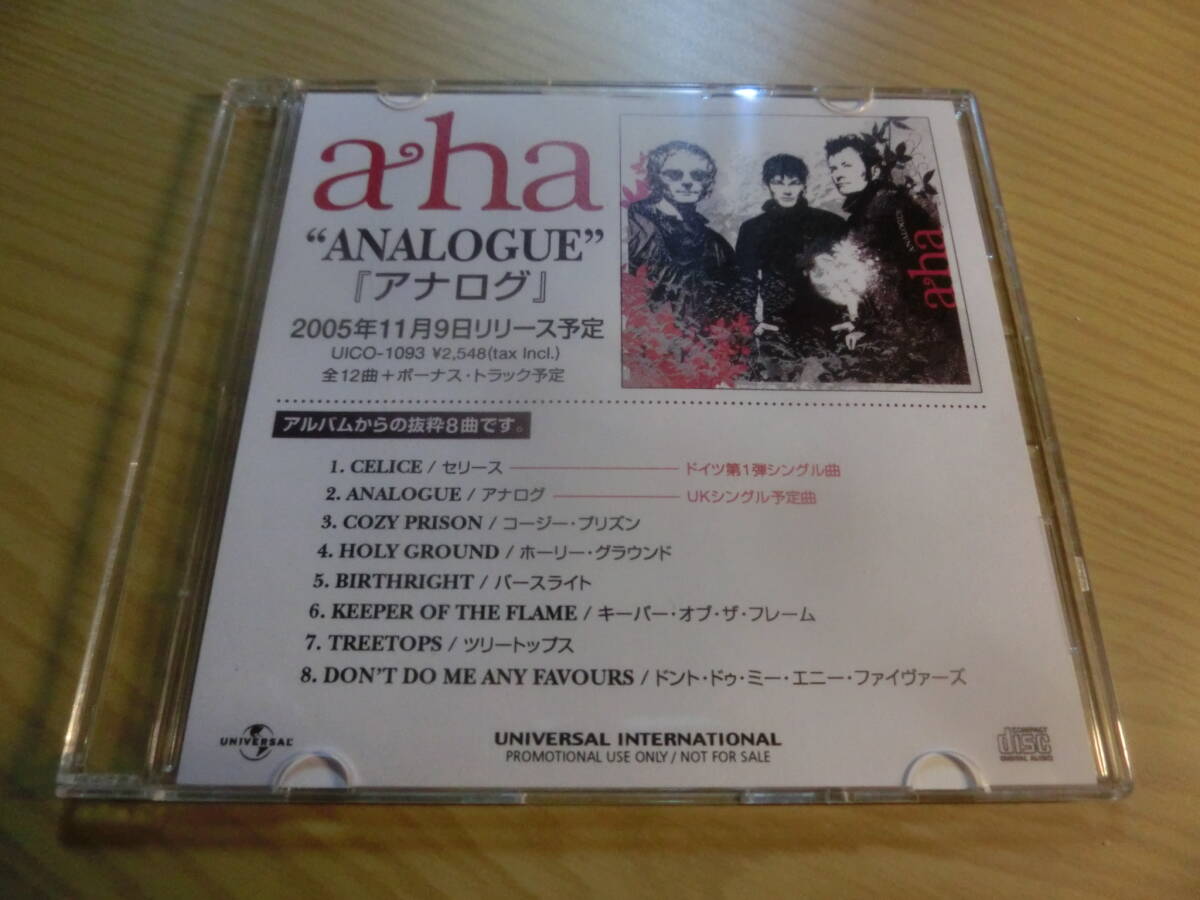 a-ha
“ANALOGUE”
『アナログ』
2005年11月9日リリース予定
UICO-1093 ¥2,548(tax Incl.)
全12曲+ボーナス・トラック予定
ANALOGUE
a-ha
アルバムからの抜粋8曲です。
1. CELICE / セリース ドイツ第1弾シングル曲
2. ANALOGUE / アナログ UKシングル予定曲
3. COZY PRISON / コージー・プリズン
4. HOLY GROUND / ホーリー・グラウンド
5. BIRTHRIGHT / バースライト
6. KEEPER OF THE FLAME / キーパー・オブ・ザ・フレーム
7. TREETOPS / ツリートップス
8. DON'T DO ME ANY FAVOURS / ドント・ドゥ・ミー・エニー・ファイヴァーズ
UNIVERSAL
UNIVERSAL INTERNATIONAL
PROMOTIONAL USE ONLY / NOT FOR SALE
COMPACT
disc
DIGITAL AUDIO